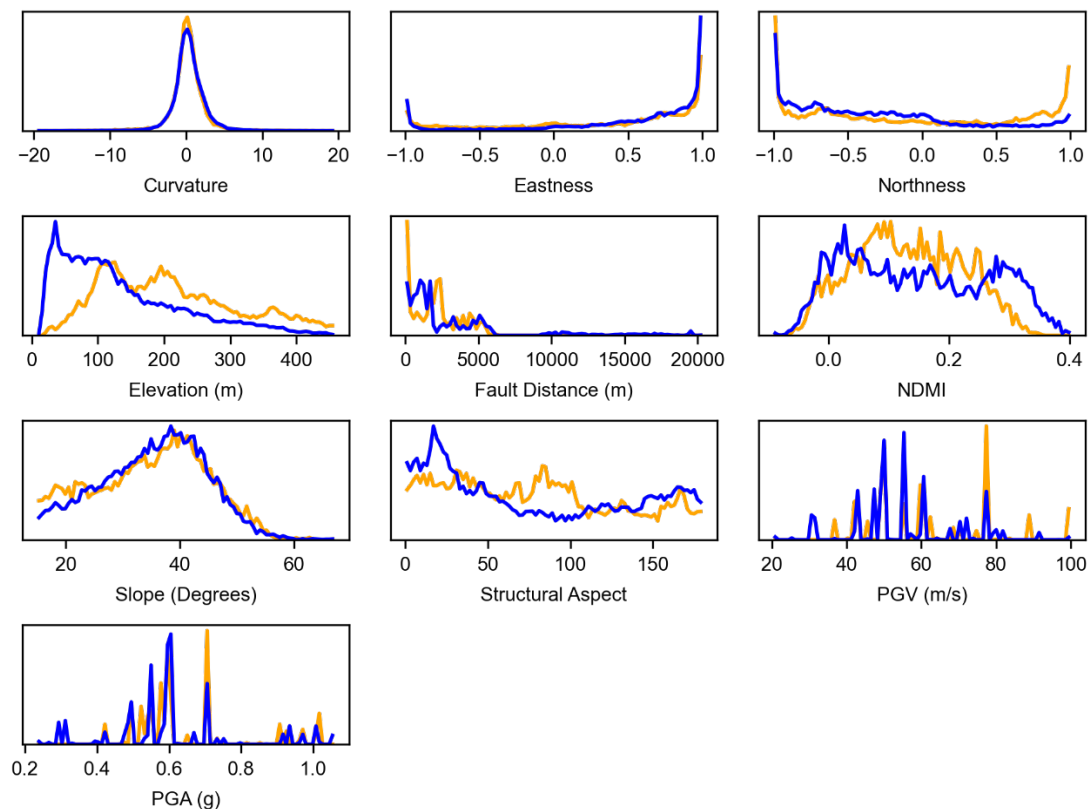 −20 −10 0 10 20
Curvature
−1.0 −0.5 0.0 0.5 1.0
Eastness
−1.0 −0.5 0.0 0.5 1.0
Northness
0 100 200 300 400
Elevation (m)
0 5000 10000 15000 20000
Fault Distance (m)
0.0 0.2 0.4
NDMI
20 40 60
Slope (Degrees)
0 50 100 150
Structural Aspect
20 40 60 80 100
PGV (m/s)
0.2 0.4 0.6 0.8 1.0
PGA (g)